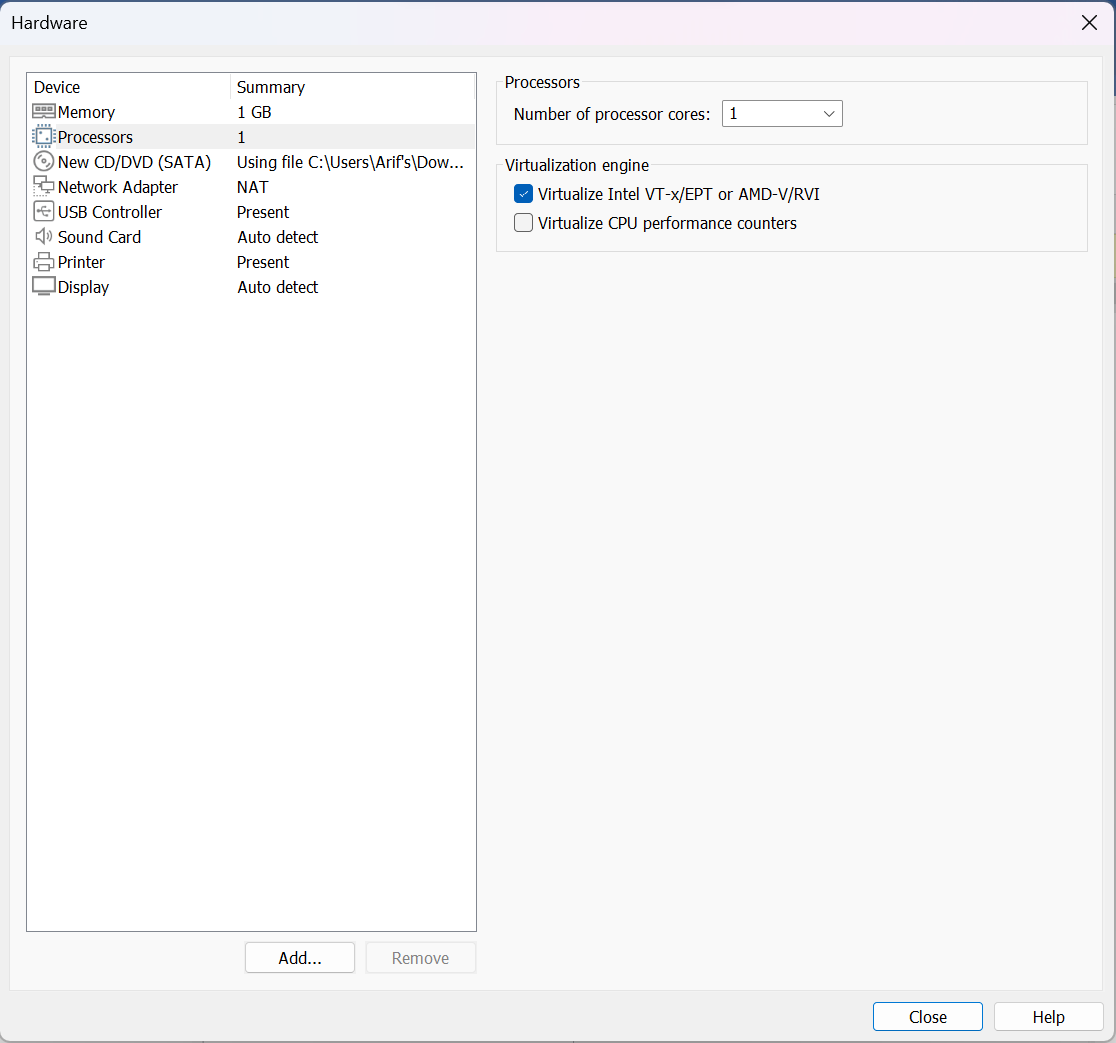 Hardware
Device Summary
Memory 1 GB
Processors 1
New CD/DVD (SATA) Using file C:\Users\Arif's\Dow...
Network Adapter NAT
USB Controller Present
Sound Card Auto detect
Printer Present
Display Auto detect
Add... Remove
Processors
Number of processor cores: 1
Virtualization engine
Virtualize Intel VT-x/EPT or AMD-V/RVI
Virtualize CPU performance counters
Close Help